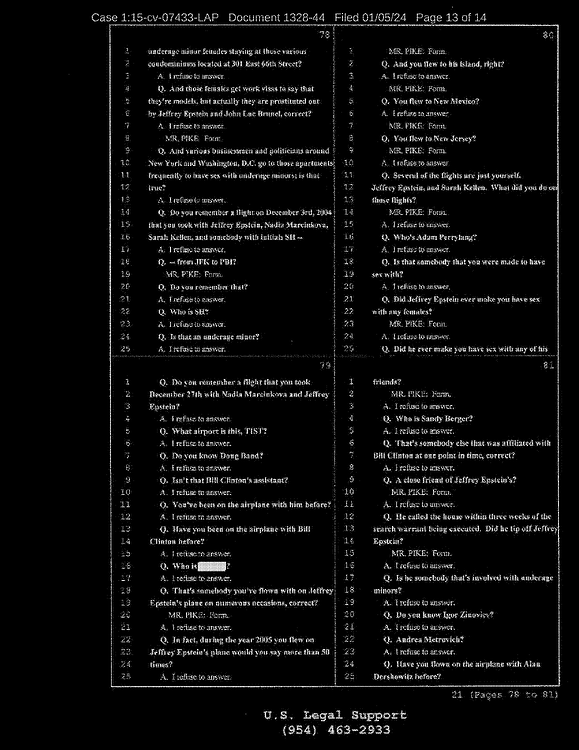 Case 1:15-cv-07433-LAP   Document 1328-44   Filed 01/05/24   Page 13 of 14
78
1 underage minor females staying at those various
2 condominiums located at 301 East 66th Street?
3 A. I refuse to answer.
4 Q. And those females get work visas to say that
5 they're models, but actually they are prostituted out
6 by Jeffrey Epstein and John Luc Brunel, correct?
7 A. I refuse to answer.
8 MR. PIKE: Form.
9 Q. And various businessmen and politicians around
10 New York and Washington, D.C. go to those apartments
11 frequently to have sex with underage minors; is that
12 true?
13 A. I refuse to answer.
14 Q. Do you remember a flight on December 3rd, 2004
15 that you took with Jeffrey Epstein, Nadia Marcinkova,
16 Sarah Kellen, and somebody with initials SH --
17 A. I refuse to answer.
18 Q. -- from JFK to PBI?
19 MR. PIKE: Form.
20 Q. Do you remember that?
21 A. I refuse to answer.
22 Q. Who is SH?
23 A. I refuse to answer.
24 Q. Is that an underage minor?
25 A. I refuse to answer.
79
1 Q. Do you remember a flight that you took
2 December 27th with Nadia Marcinkova and Jeffrey
3 Epstein?
4 A. I refuse to answer.
5 Q. What airport is this, TIST?
6 A. I refuse to answer.
7 Q. Do you know Doug Band?
8 A. I refuse to answer.
9 Q. Isn't that Bill Clinton's assistant?
10 A. I refuse to answer.
11 Q. You've been on the airplane with him before?
12 A. I refuse to answer.
13 Q. Have you been on the airplane with Bill
14 Clinton before?
15 A. I refuse to answer.
16 Q. Who is ?
17 A. I refuse to answer.
18 Q. That's somebody you've flown with on Jeffrey
19 Epstein's plane on numerous occasions, correct?
20 MR. PIKE: Form.
21 A. I refuse to answer.
22 Q. In fact, during the year 2005 you flew on
23 Jeffrey Epstein's plane would you say more than 50
24 times?
25 A. I refuse to answer.
80
1 MR. PIKE: Form.
2 Q. And you flew to his island, right?
3 A. I refuse to answer.
4 MR. PIKE: Form.
5 Q. You flew to New Mexico?
6 A. I refuse to answer.
7 MR. PIKE: Form.
8 Q. You flew to New Jersey?
9 MR. PIKE: Form.
10 A. I refuse to answer.
11 Q. Several of the flights are just yourself,
12 Jeffrey Epstein, and Sarah Kellen. What did you do on
13 those flights?
14 MR. PIKE: Form.
15 A. I refuse to answer.
16 Q. Who's Adam Perrylang?
17 A. I refuse to answer.
18 Q. Is that somebody that you were made to have
19 sex with?
20 A. I refuse to answer.
21 Q. Did Jeffrey Epstein ever make you have sex
22 with any females?
23 MR. PIKE: Form.
24 A. I refuse to answer.
25 Q. Did he ever make you have sex with any of his
81
1 friends?
2 MR. PIKE: Form.
3 A. I refuse to answer.
4 Q. Who is Sandy Berger?
5 A. I refuse to answer.
6 Q. That's somebody else that was affiliated with
7 Bill Clinton at one point in time, correct?
8 A. I refuse to answer.
9 Q. A close friend of Jeffrey Epstein's?
10 MR. PIKE: Form.
11 A. I refuse to answer.
12 Q. He called the house within three weeks of the
13 search warrant being executed. Did he tip off Jeffrey
14 Epstein?
15 MR. PIKE: Form.
16 A. I refuse to answer.
17 Q. Is he somebody that's involved with underage
18 minors?
19 A. I refuse to answer.
20 Q. Do you know Igor Zinoviev?
21 A. I refuse to answer.
22 Q. Andrea Metrovich?
23 A. I refuse to answer.
24 Q. Have you flown on the airplane with Alan
25 Dershowitz before?
21 (Pages 78 to 81)
U.S. Legal Support
(954) 463-2933